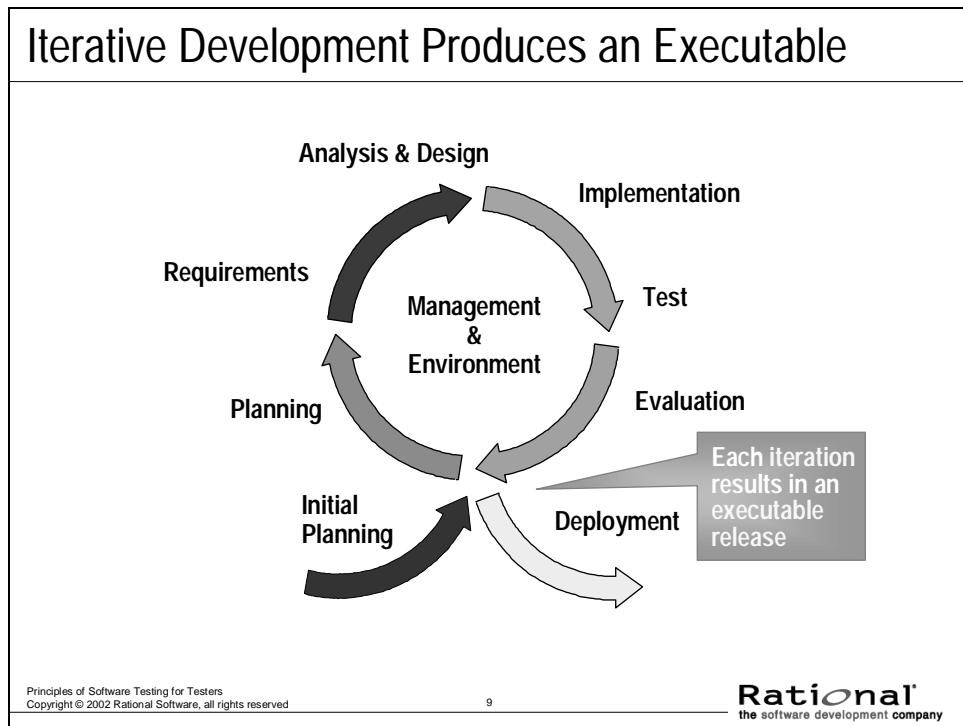 Iterative Development Produces an Executable
Analysis & Design
Implementation
Requirements
Test
Management
&
Environment
Planning
Evaluation
Each iteration
results in an
executable
release
Initial
Planning
Deployment
Principles of Software Testing for Testers
Copyright © 2002 Rational Software, all rights reserved
9
Rational
the software development company